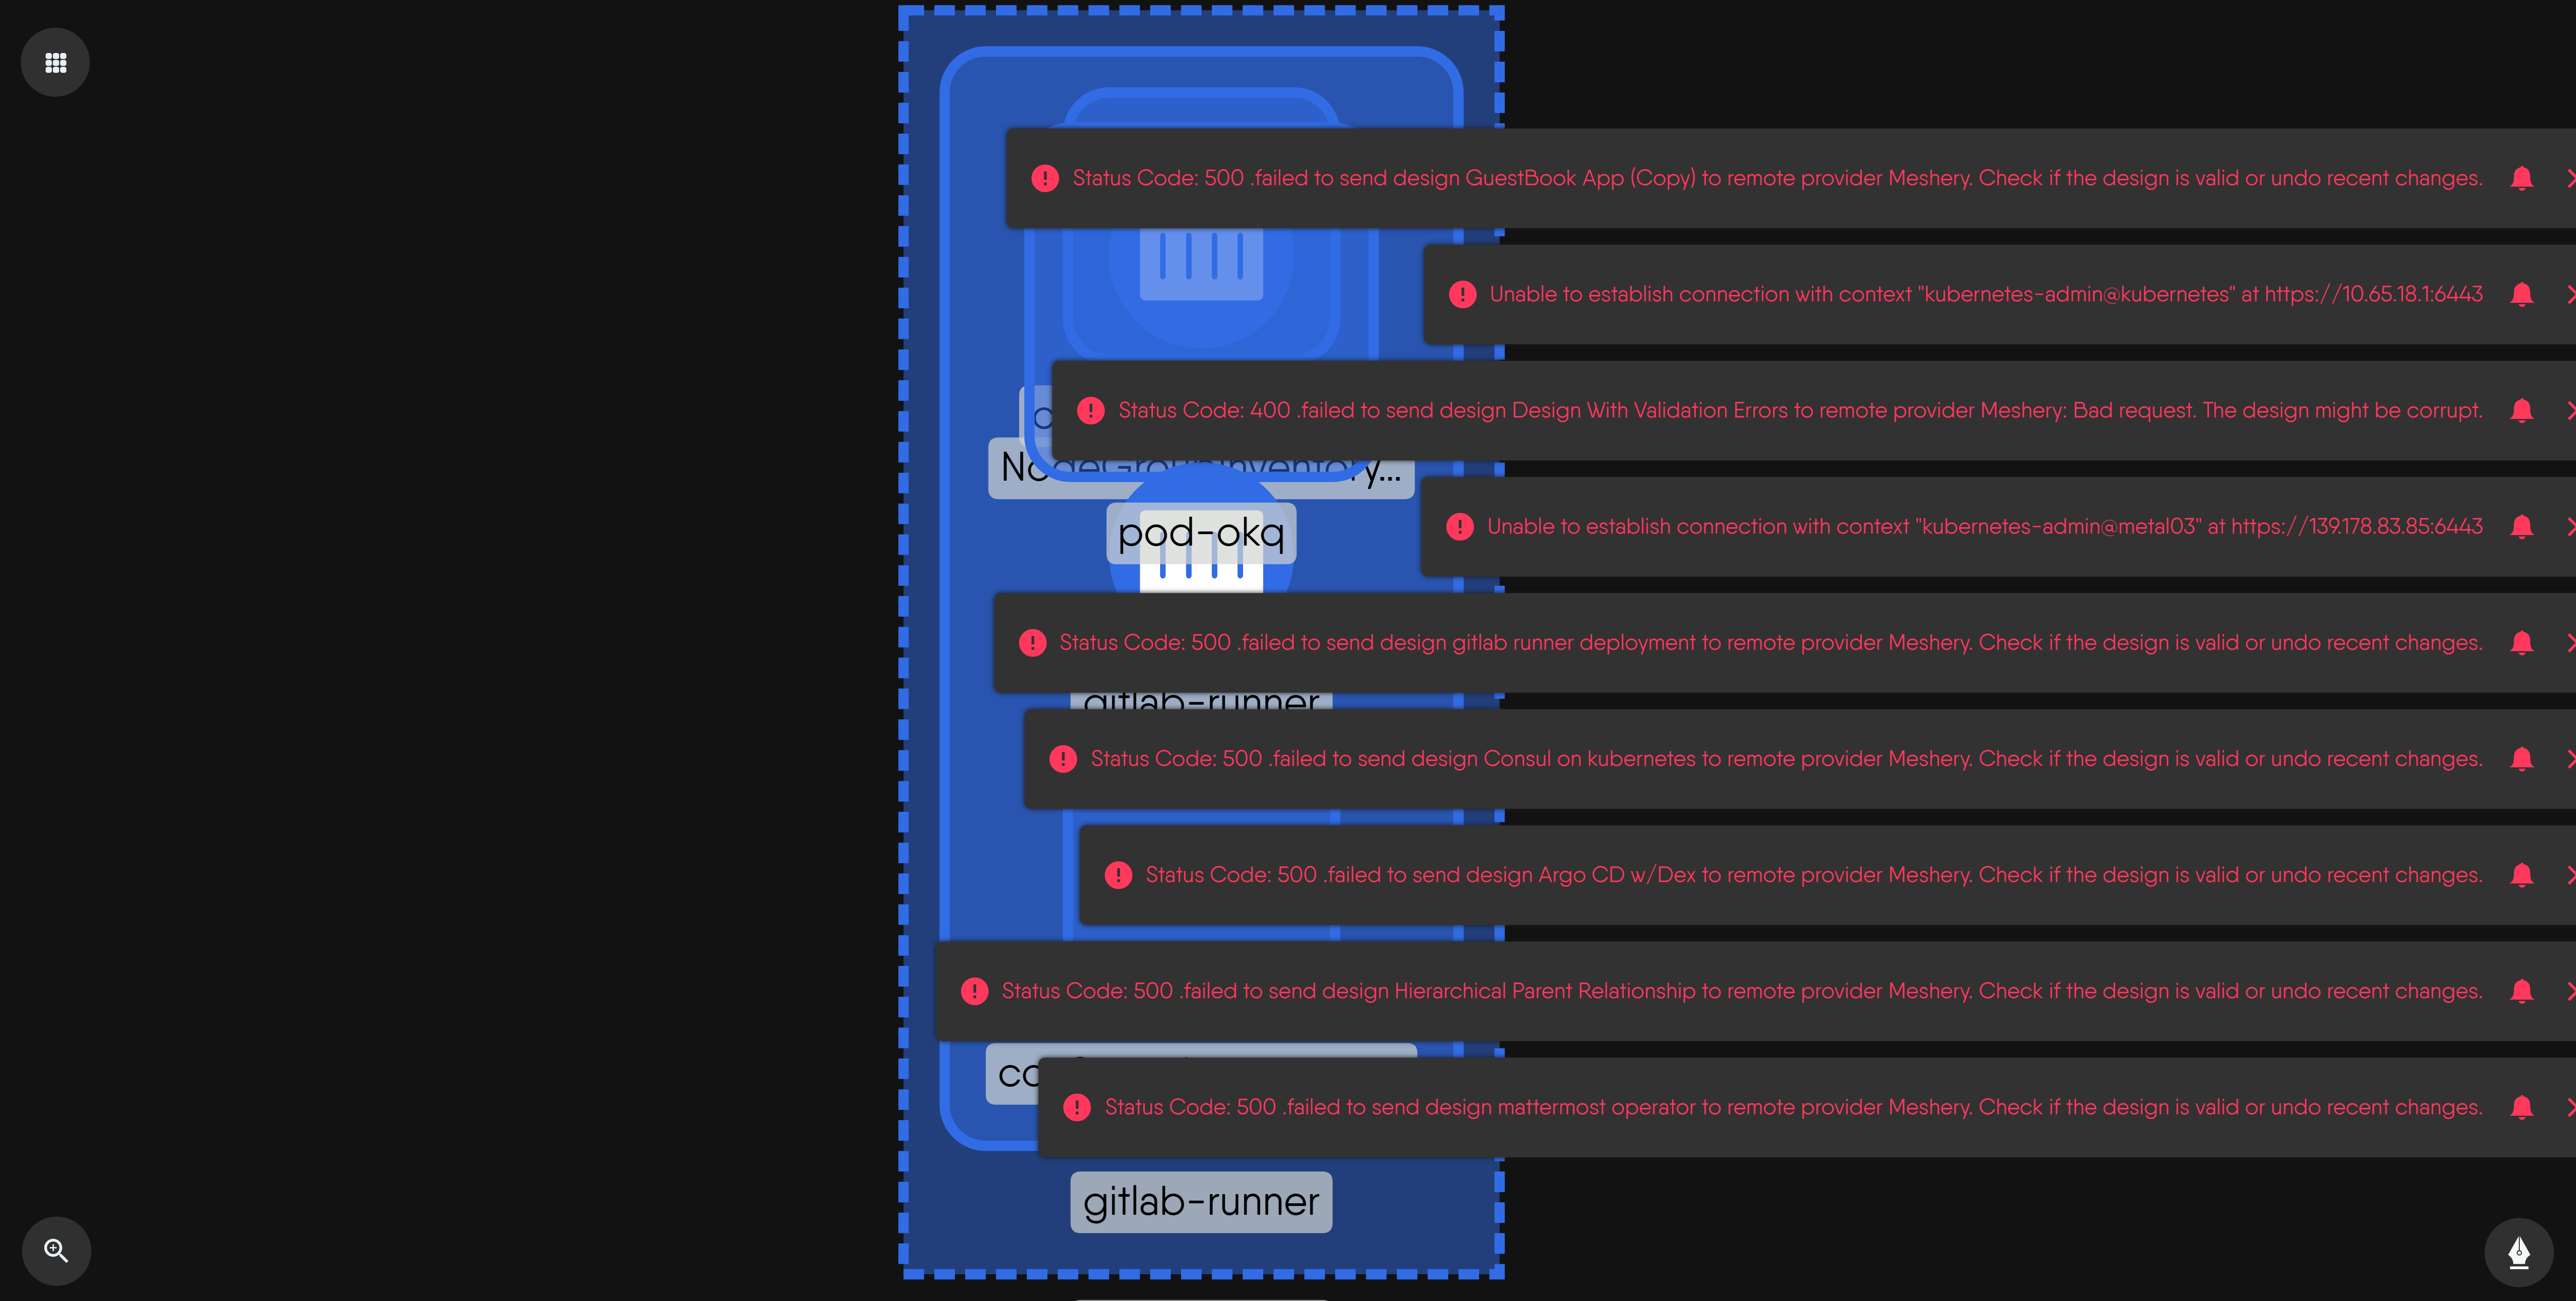 Status Code: 500 .failed to send design GuestBook App (Copy) to remote provider Meshery. Check if the design is valid or undo recent changes.
Unable to establish connection with context "kubernetes-admin@kubernetes" at https://10.65.18.1:6443
Status Code: 400 .failed to send design Design With Validation Errors to remote provider Meshery: Bad request. The design might be corrupt.
NodeGroupInventory...
pod-okq
Unable to establish connection with context "kubernetes-admin@metal03" at https://139.178.83.85:6443
Status Code: 500 .failed to send design gitlab runner deployment to remote provider Meshery. Check if the design is valid or undo recent changes.
gitlab-runner
Status Code: 500 .failed to send design Consul on kubernetes to remote provider Meshery. Check if the design is valid or undo recent changes.
Status Code: 500 .failed to send design Argo CD w/Dex to remote provider Meshery. Check if the design is valid or undo recent changes.
Status Code: 500 .failed to send design Hierarchical Parent Relationship to remote provider Meshery. Check if the design is valid or undo recent changes.
Status Code: 500 .failed to send design mattermost operator to remote provider Meshery. Check if the design is valid or undo recent changes.
gitlab-runner